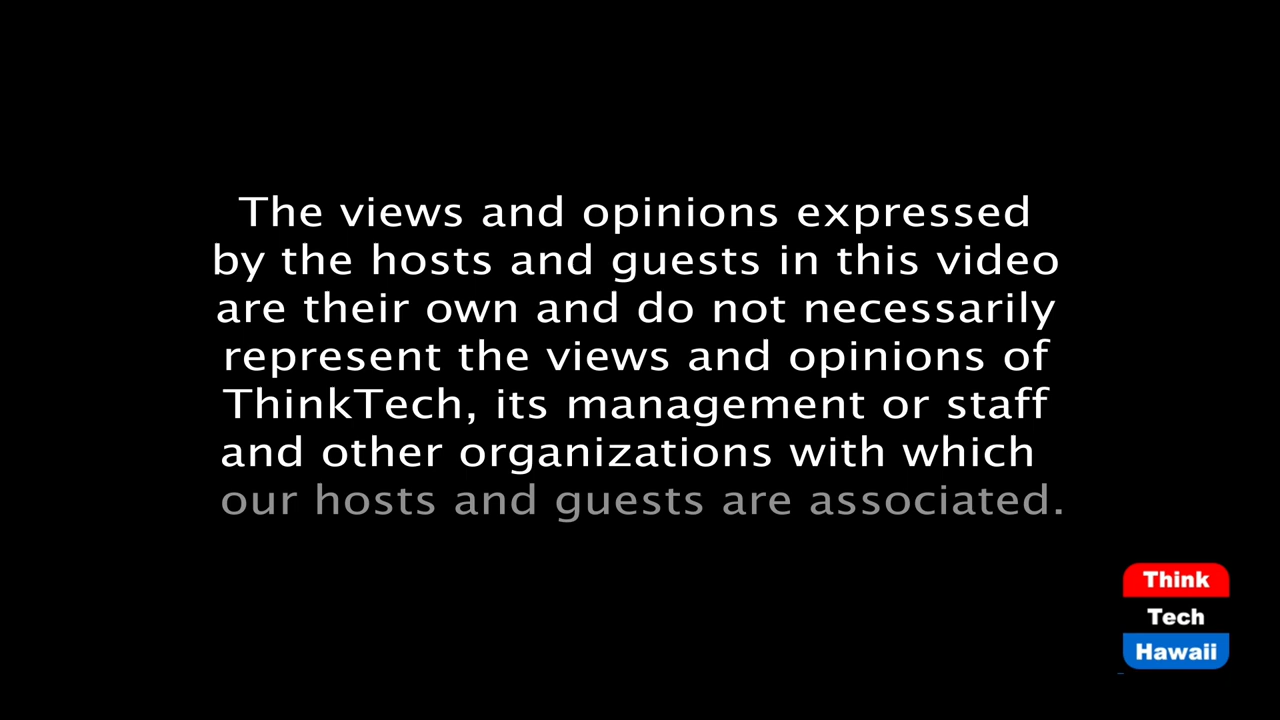 The views and opinions expressed
by the hosts and guests in this video
are their own and do not necessarily
represent the views and opinions of
ThinkTech, its management or staff
and other organizations with which
our hosts and guests are associated.
Think
Tech
Hawaii